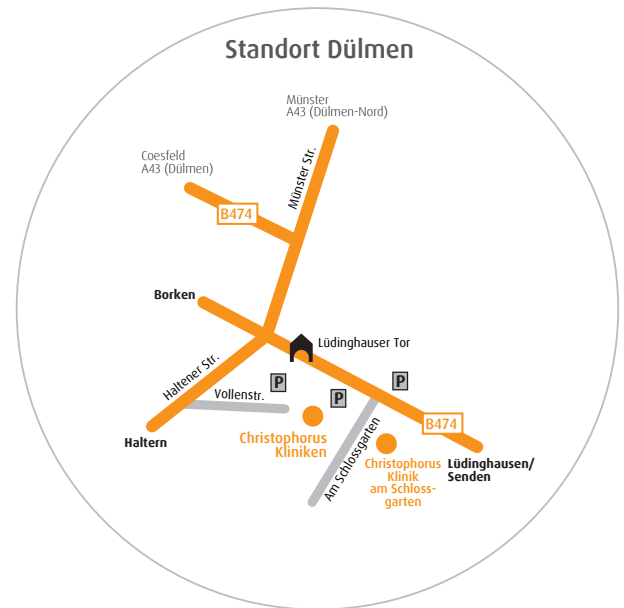 Standort Dülmen
Münster
A43 (Dülmen-Nord)
Coesfeld
A43 (Dülmen)
Münster Str.
B474
Borken
Lüdinghauser Tor
Haltener Str.
P
P
P
Vollenstr.
Haltern
Christophorus
Kliniken
Am Schlossgarten
B474
Christophorus
Klinik
am Schloss-
garten
Lüdinghausen/
Senden